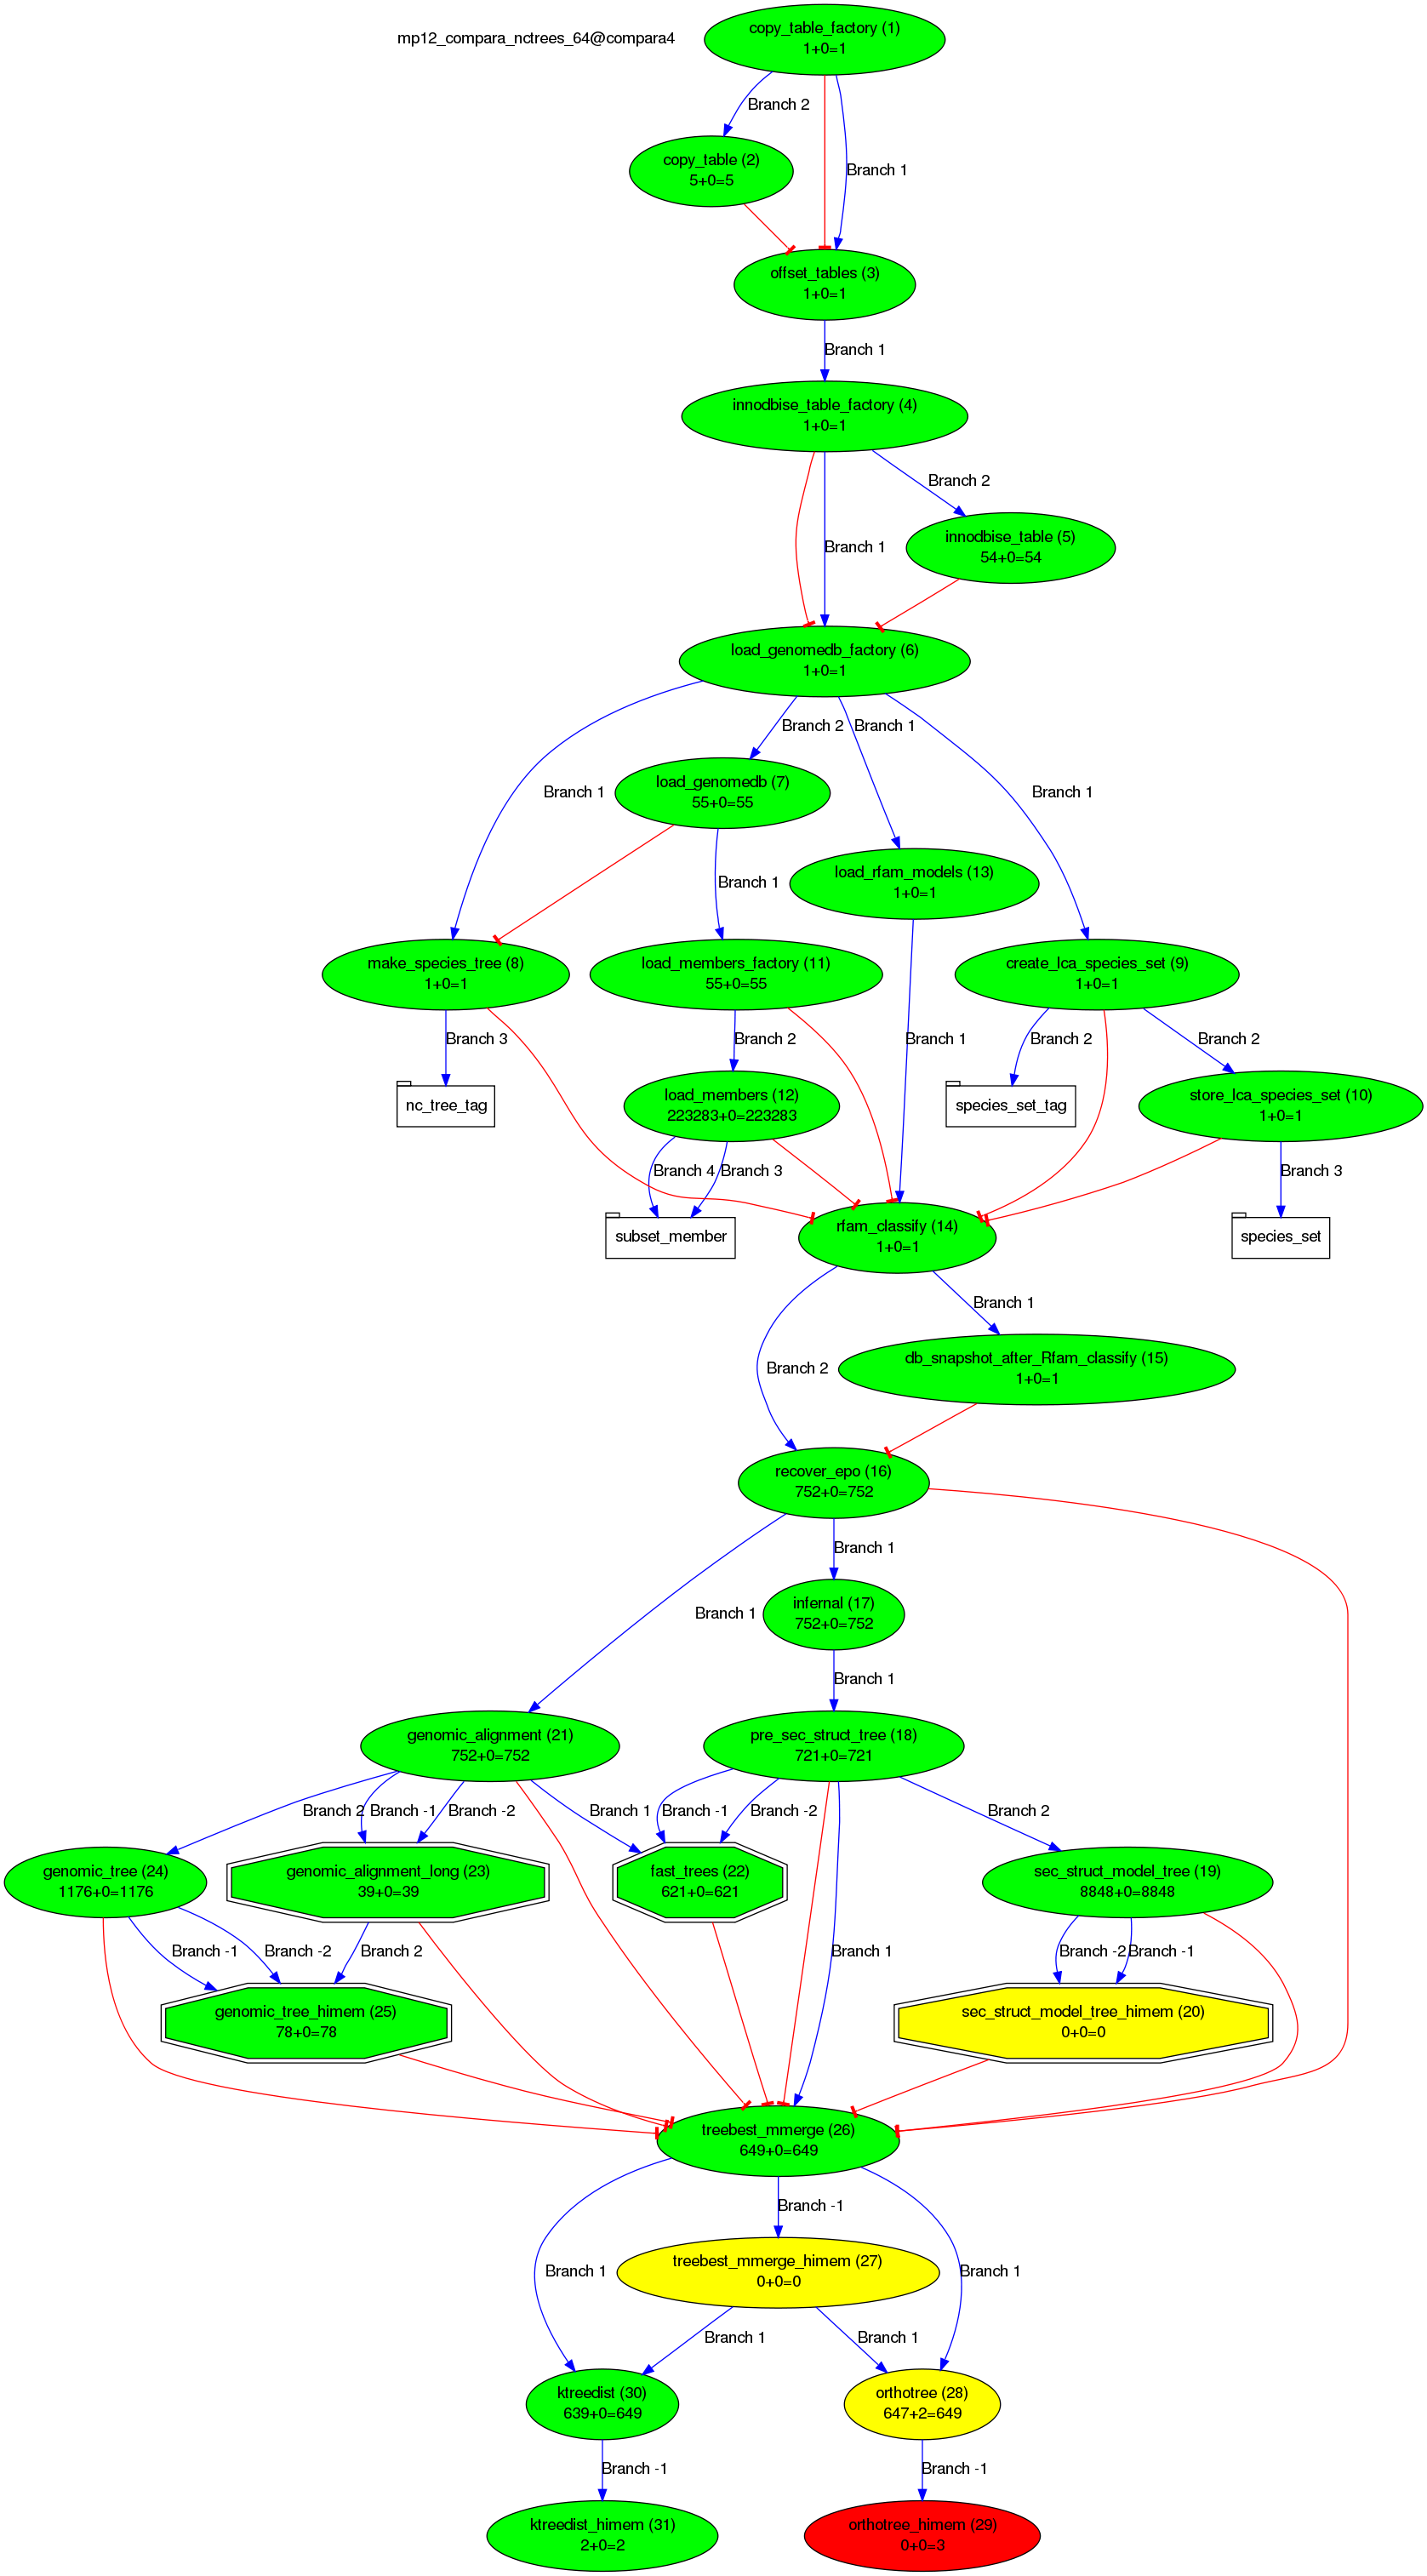 mp12_compara_nctrees_64@compara4
copy_table_factory (1)
1+0=1
Branch 2
copy_table (2)
5+0=5
Branch 1
offset_tables (3)
1+0=1
Branch 1
innodbise_table_factory (4)
1+0=1
Branch 2
Branch 1
innodbise_table (5)
54+0=54
load_genomedb_factory (6)
1+0=1
Branch 2
Branch 1
Branch 1
Branch 1
load_genomedb (7)
55+0=55
Branch 1
load_rfam_models (13)
1+0=1
make_species_tree (8)
1+0=1
load_members_factory (11)
55+0=55
create_lca_species_set (9)
1+0=1
Branch 3
Branch 2
Branch 1
Branch 2
Branch 2
nc_tree_tag
load_members (12)
223283+0=223283
species_set_tag
store_lca_species_set (10)
1+0=1
Branch 4
Branch 3
Branch 3
subset_member
rfam_classify (14)
1+0=1
species_set
Branch 1
Branch 2
db_snapshot_after_Rfam_classify (15)
1+0=1
recover_epo (16)
752+0=752
Branch 1
Branch 1
infernal (17)
752+0=752
Branch 1
genomic_alignment (21)
752+0=752
pre_sec_struct_tree (18)
721+0=721
Branch 2
Branch -1
Branch -2
Branch 1
Branch -1
Branch -2
Branch 2
genomic_tree (24)
1176+0=1176
genomic_alignment_long (23)
39+0=39
fast_trees (22)
621+0=621
sec_struct_model_tree (19)
8848+0=8848
Branch -1
Branch -2
Branch 2
Branch 1
Branch -2
Branch -1
genomic_tree_himem (25)
78+0=78
sec_struct_model_tree_himem (20)
0+0=0
treebest_mmerge (26)
649+0=649
Branch -1
Branch 1
treebest_mmerge_himem (27)
0+0=0
Branch 1
Branch 1
Branch 1
ktreedist (30)
639+0=649
orthotree (28)
647+2=649
Branch -1
Branch -1
ktreedist_himem (31)
2+0=2
orthotree_himem (29)
0+0=3